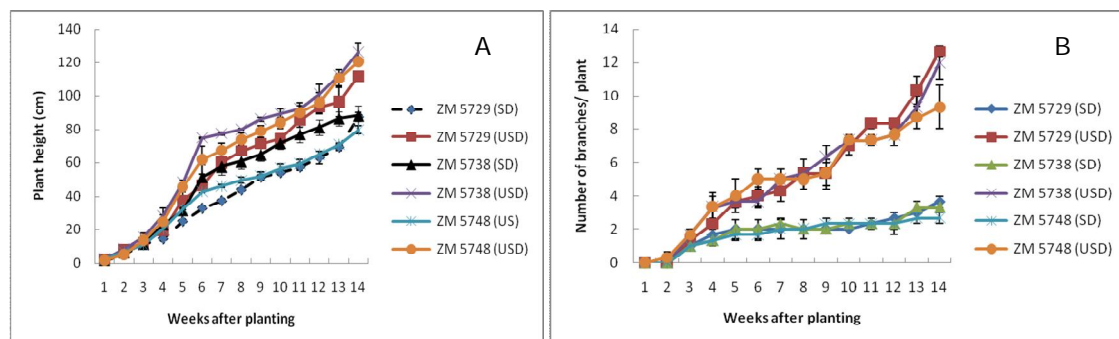 A
Plant height (cm)
140
120
100
80
60
40
20
0
1 2 3 4 5 6 7 8 9 10 11 12 13 14
Weeks after planting
ZM 5729 (SD)
ZM 5729 (USD)
ZM 5738 (SD)
ZM 5738 (USD)
ZM 5748 (US)
ZM 5748 (USD)
B
Number of branches/ plant
14
12
10
8
6
4
2
0
1 2 3 4 5 6 7 8 9 10 11 12 13 14
Weeks after planting
ZM 5729 (SD)
ZM 5729 (USD)
ZM 5738 (SD)
ZM 5738 (USD)
ZM 5748 (SD)
ZM 5748 (USD)